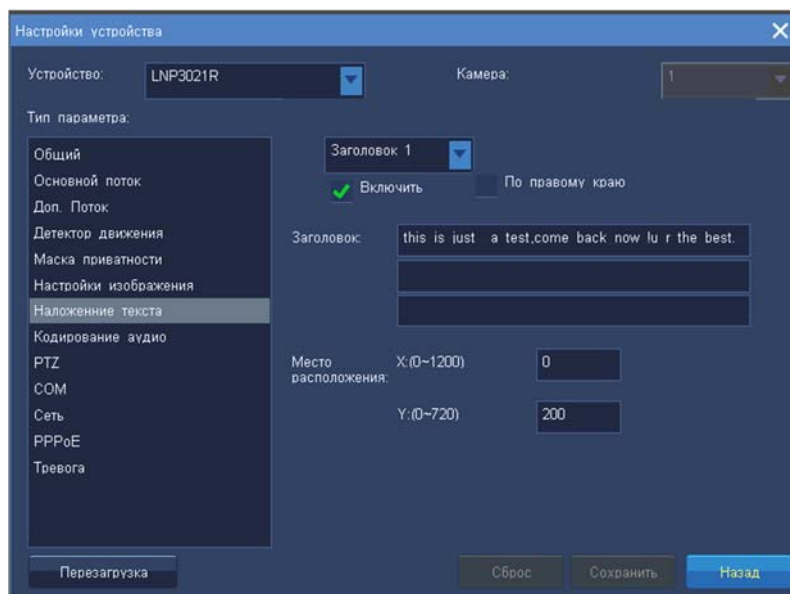 Настройки устройства
Устройство: LNP3021R Камера: 1
Тип параметра:
Общий
Основной поток
Доп. Поток
Детектор движения
Маска приватности
Настройки изображения
Наложенние текста
Кодирование аудио
PTZ
COM
Сеть
PPPoE
Тревога
Заголовок 1
Включить По правому краю
Заголовок: this is just a test,come back now !u r the best.
Место расположения: X:(0~1200) 0
Y:(0~720) 200
Перезагрузка Сброс Сохранить Назад